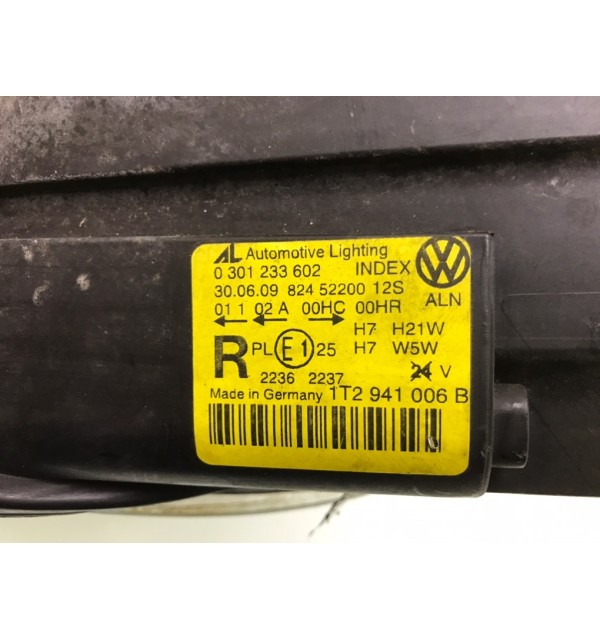 AL Automotive Lighting
0 301 233 602 INDEX
30.06.09 824 52200 12S
ALN
01 1 02 A 00HC 00HR
H7 H21W
R PL E1 25 H7 W5W
2236 2237 24 V
Made in Germany 1T2 941 006 B